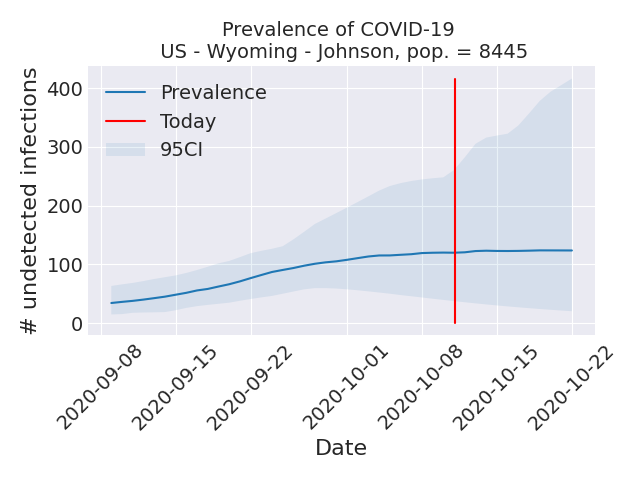 Prevalence of COVID-19
US - Wyoming - Johnson, pop. = 8445
# undetected infections
400
300
200
100
0
Prevalence
Today
95CI
2020-09-08
2020-09-15
2020-09-22
2020-10-01
2020-10-08
2020-10-15
2020-10-22
Date